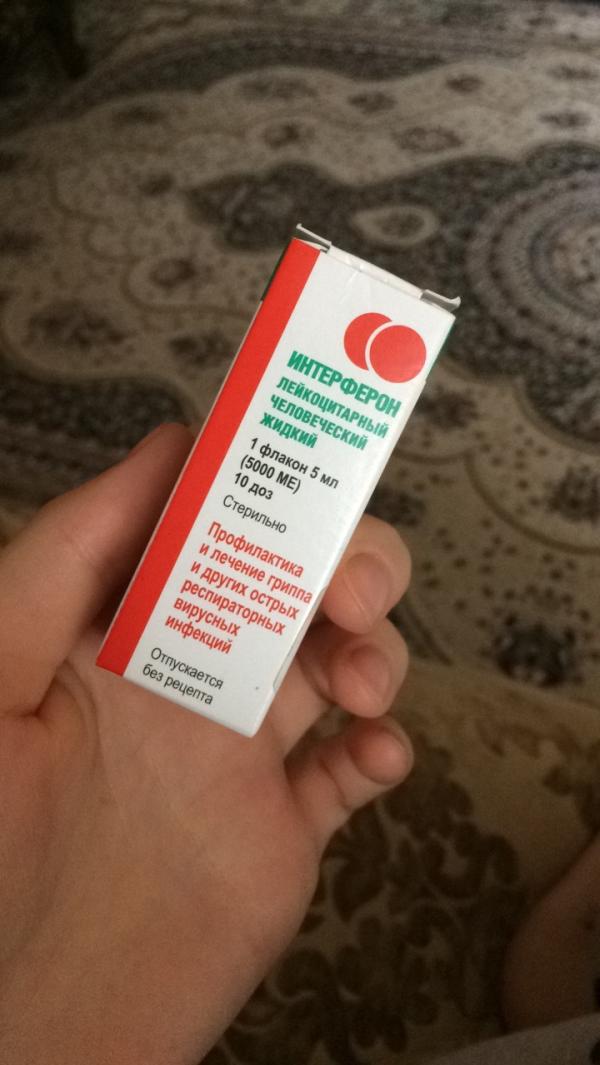 ИНТЕРФЕРОН
ЛЕЙКОЦИТАРНЫЙ
ЧЕЛОВЕЧЕСКИЙ
ЖИДКИЙ
1 флакон 5 мл
(5000 МЕ)
10 доз
Стерильно
Профилактика
и лечение гриппа
и других острых
респираторных
вирусных
инфекций
Отпускается
без рецепта